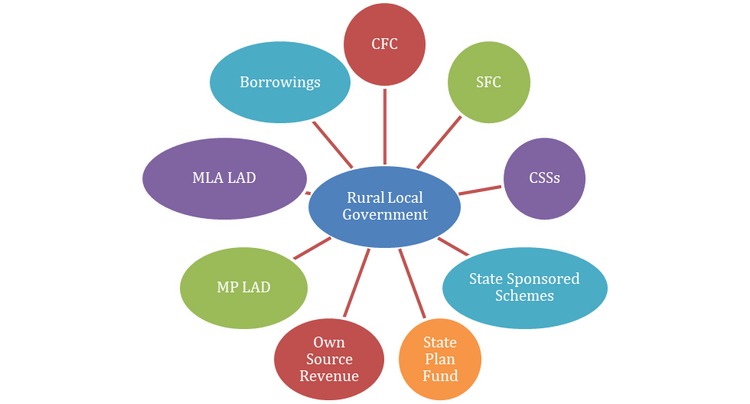 CFC
SFC
CSSs
State Sponsored
Schemes
State
Plan
Fund
Own
Source
Revenue
MP LAD
MLA LAD
Borrowings
Rural Local
Government